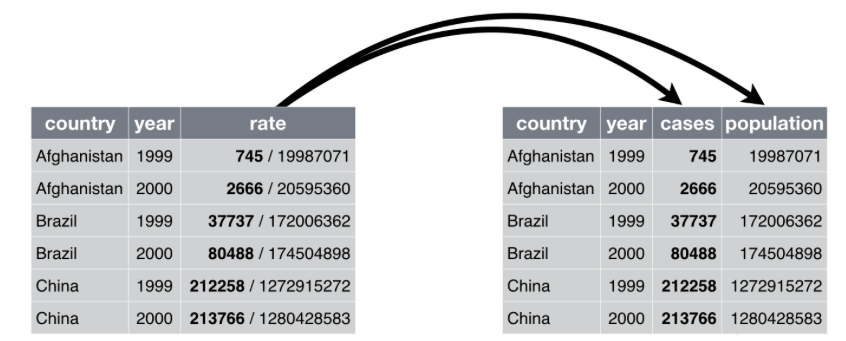 country year rate
Afghanistan 1999 745 / 19987071
Afghanistan 2000 2666 / 20595360
Brazil 1999 37737 / 172006362
Brazil 2000 80488 / 174504898
China 1999 212258 / 1272915272
China 2000 213766 / 1280428583
country year cases population
Afghanistan 1999 745 19987071
Afghanistan 2000 2666 20595360
Brazil 1999 37737 172006362
Brazil 2000 80488 174504898
China 1999 212258 1272915272
China 2000 213766 1280428583